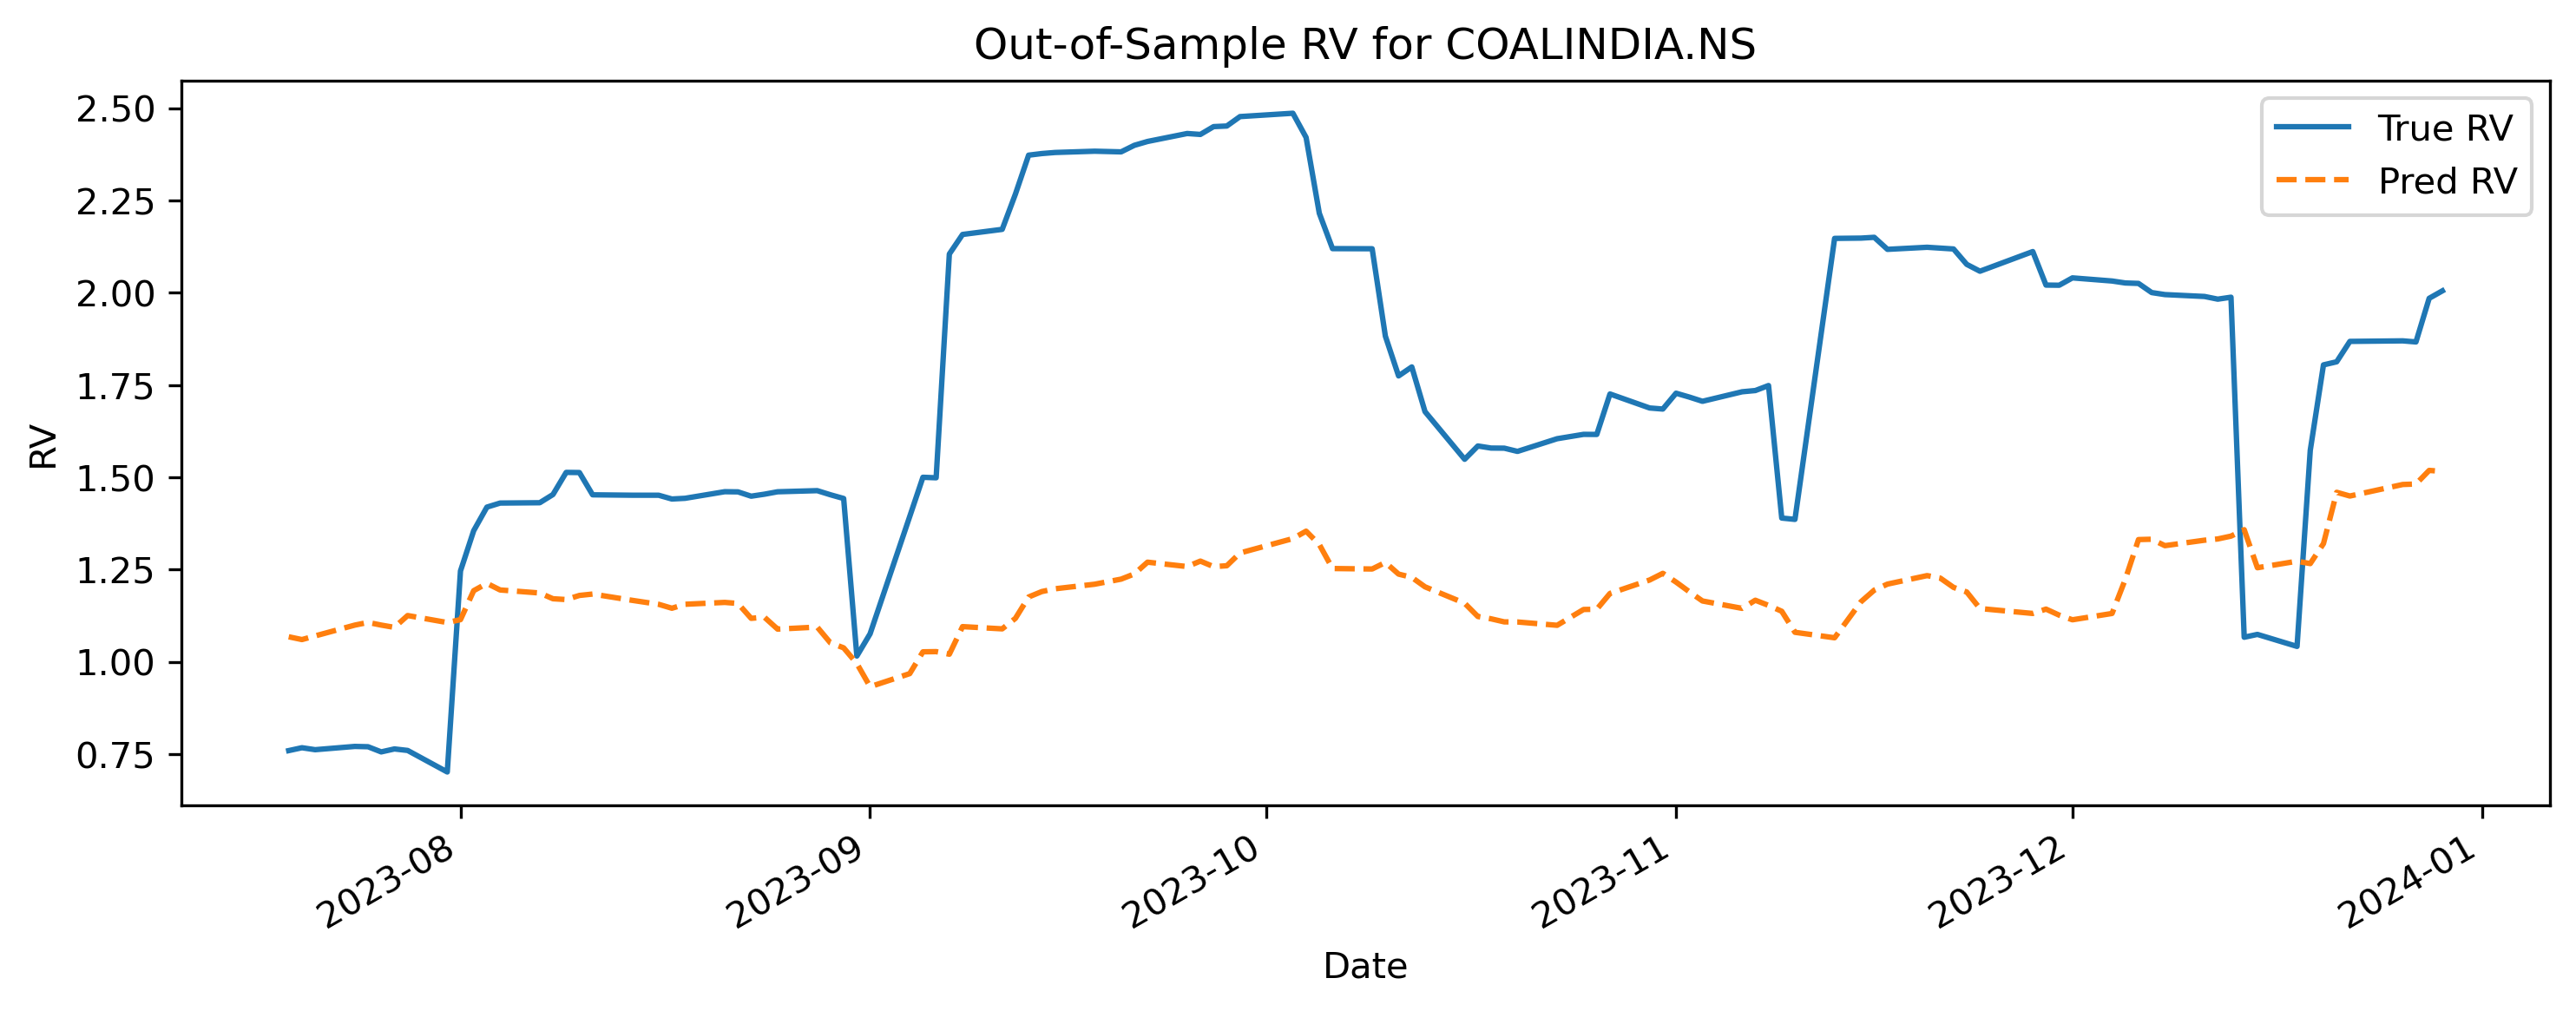 Out-of-Sample RV for COALINDIA.NS
True RV
Pred RV
RV
2.50
2.25
2.00
1.75
1.50
1.25
1.00
0.75
2023-08
2023-09
2023-10
2023-11
2023-12
2024-01
Date